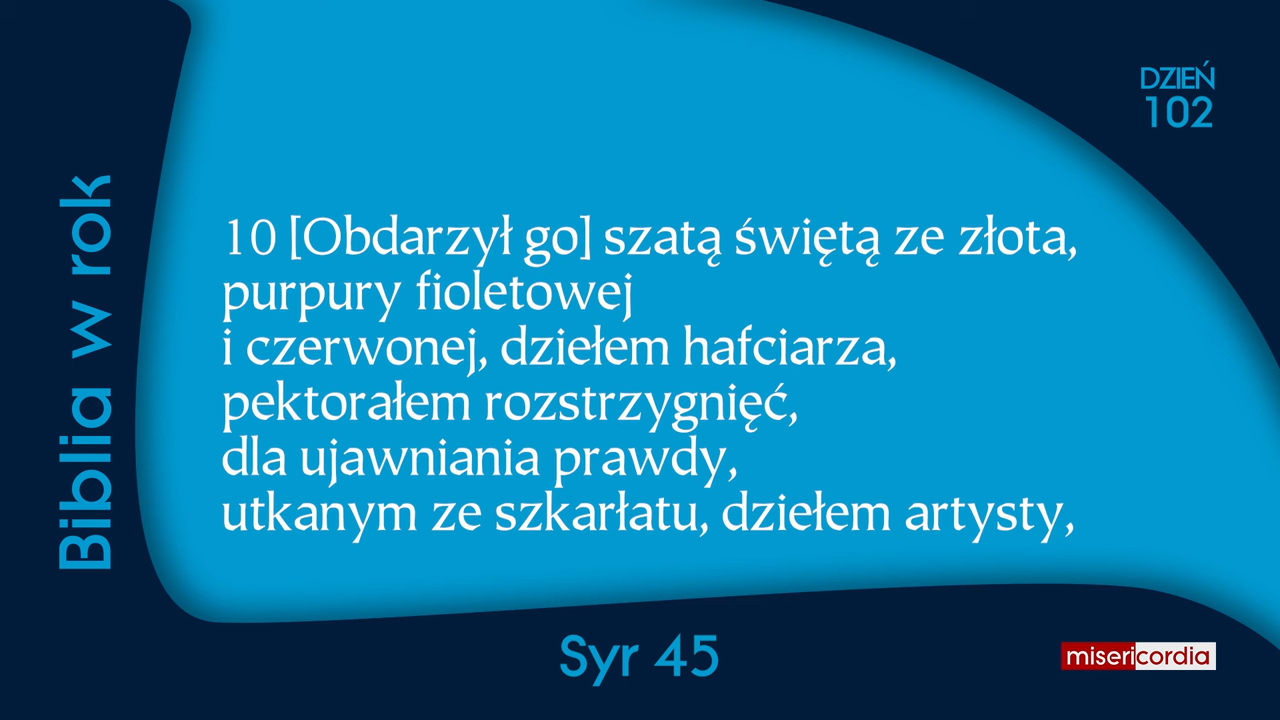 DZIEŃ
102
Biblia w rok
10 [Obdarzył go] szatą świętą ze złota,
purpury fioletowej
i czerwonej, dziełem hafciarza,
pektorałem rozstrzygnięć,
dla ujawniania prawdy,
utkanym ze szkarłatu, dziełem artysty,
Syr 45
misericordia